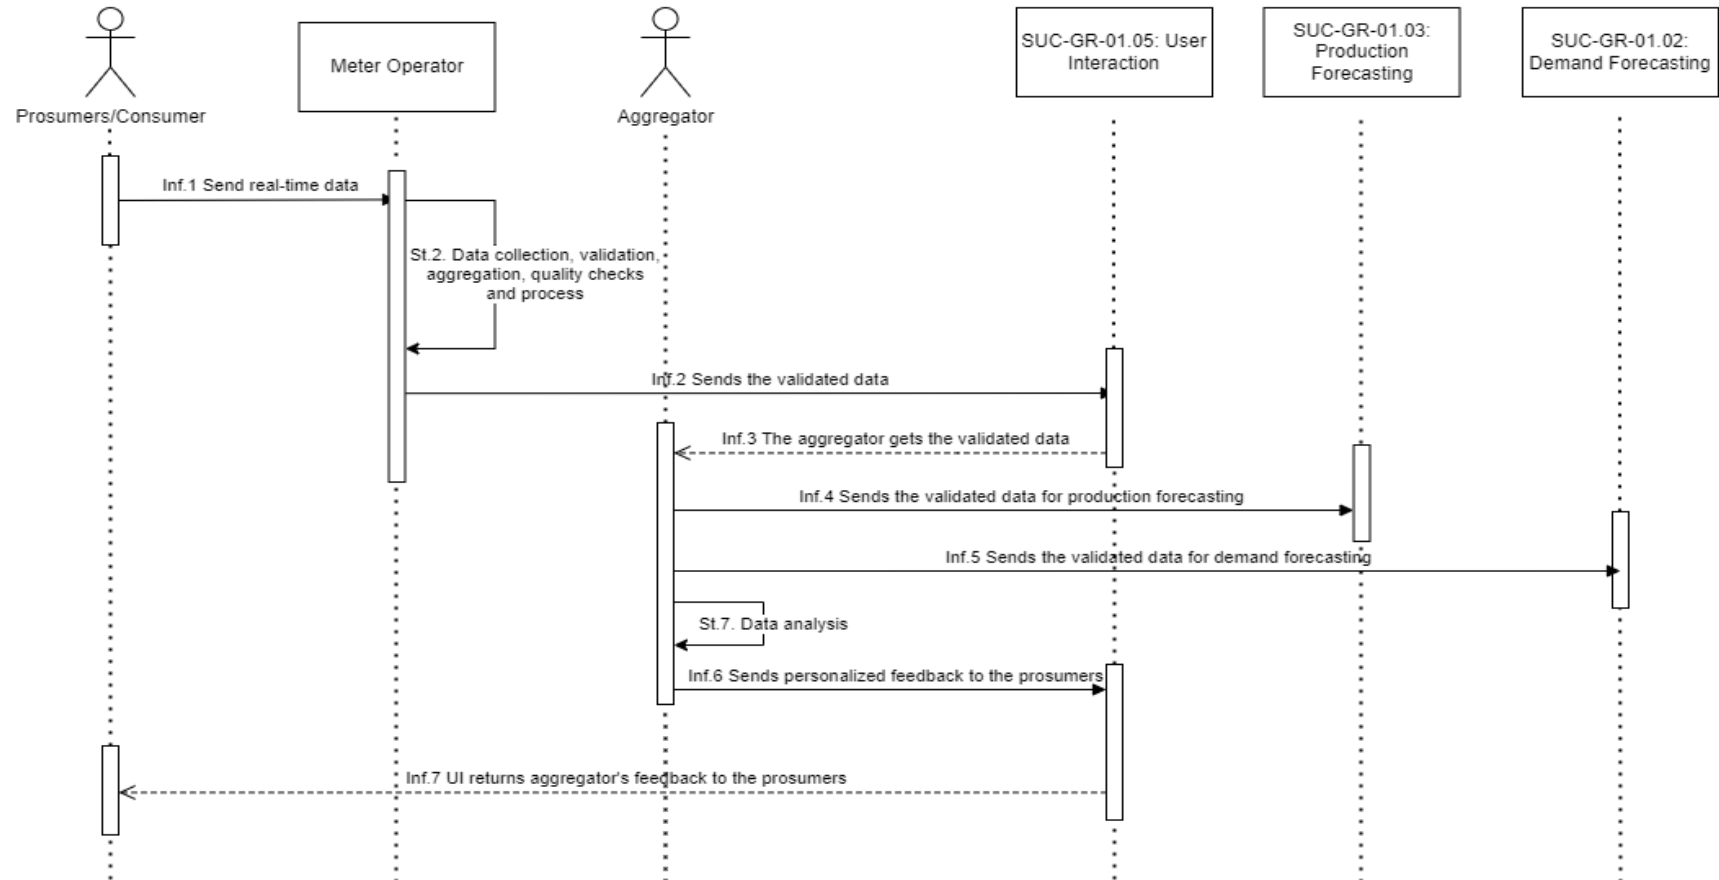 Prosumers/Consumer
Meter Operator
Aggregator
SUC-GR-01.05: User
Interaction
SUC-GR-01.03:
Production
Forecasting
SUC-GR-01.02:
Demand Forecasting
Inf.1 Send real-time data
St.2. Data collection, validation,
aggregation, quality checks
and process
Inf.2 Sends the validated data
Inf.3 The aggregator gets the validated data
Inf.4 Sends the validated data for production forecasting
Inf.5 Sends the validated data for demand forecasting
St.7. Data analysis
Inf.6 Sends personalized feedback to the prosumers
Inf.7 UI returns aggregator's feedback to the prosumers